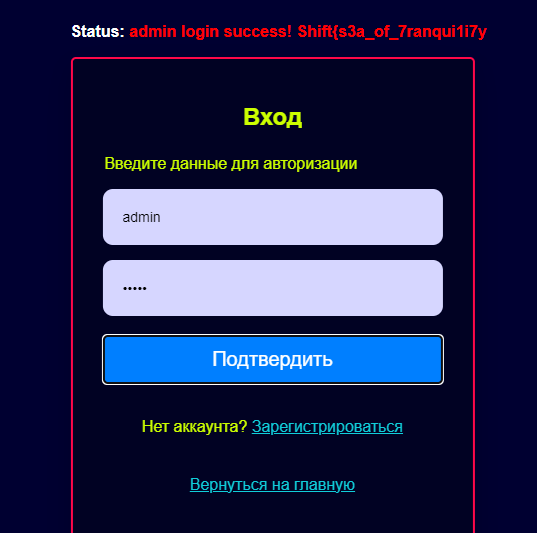 Status: admin login success! Shift{s3a_of_7ranqui1i7y
Вход
Введите данные для авторизации
admin
•••••
Подтвердить
Нет аккаунта? Зарегистрироваться
Вернуться на главную